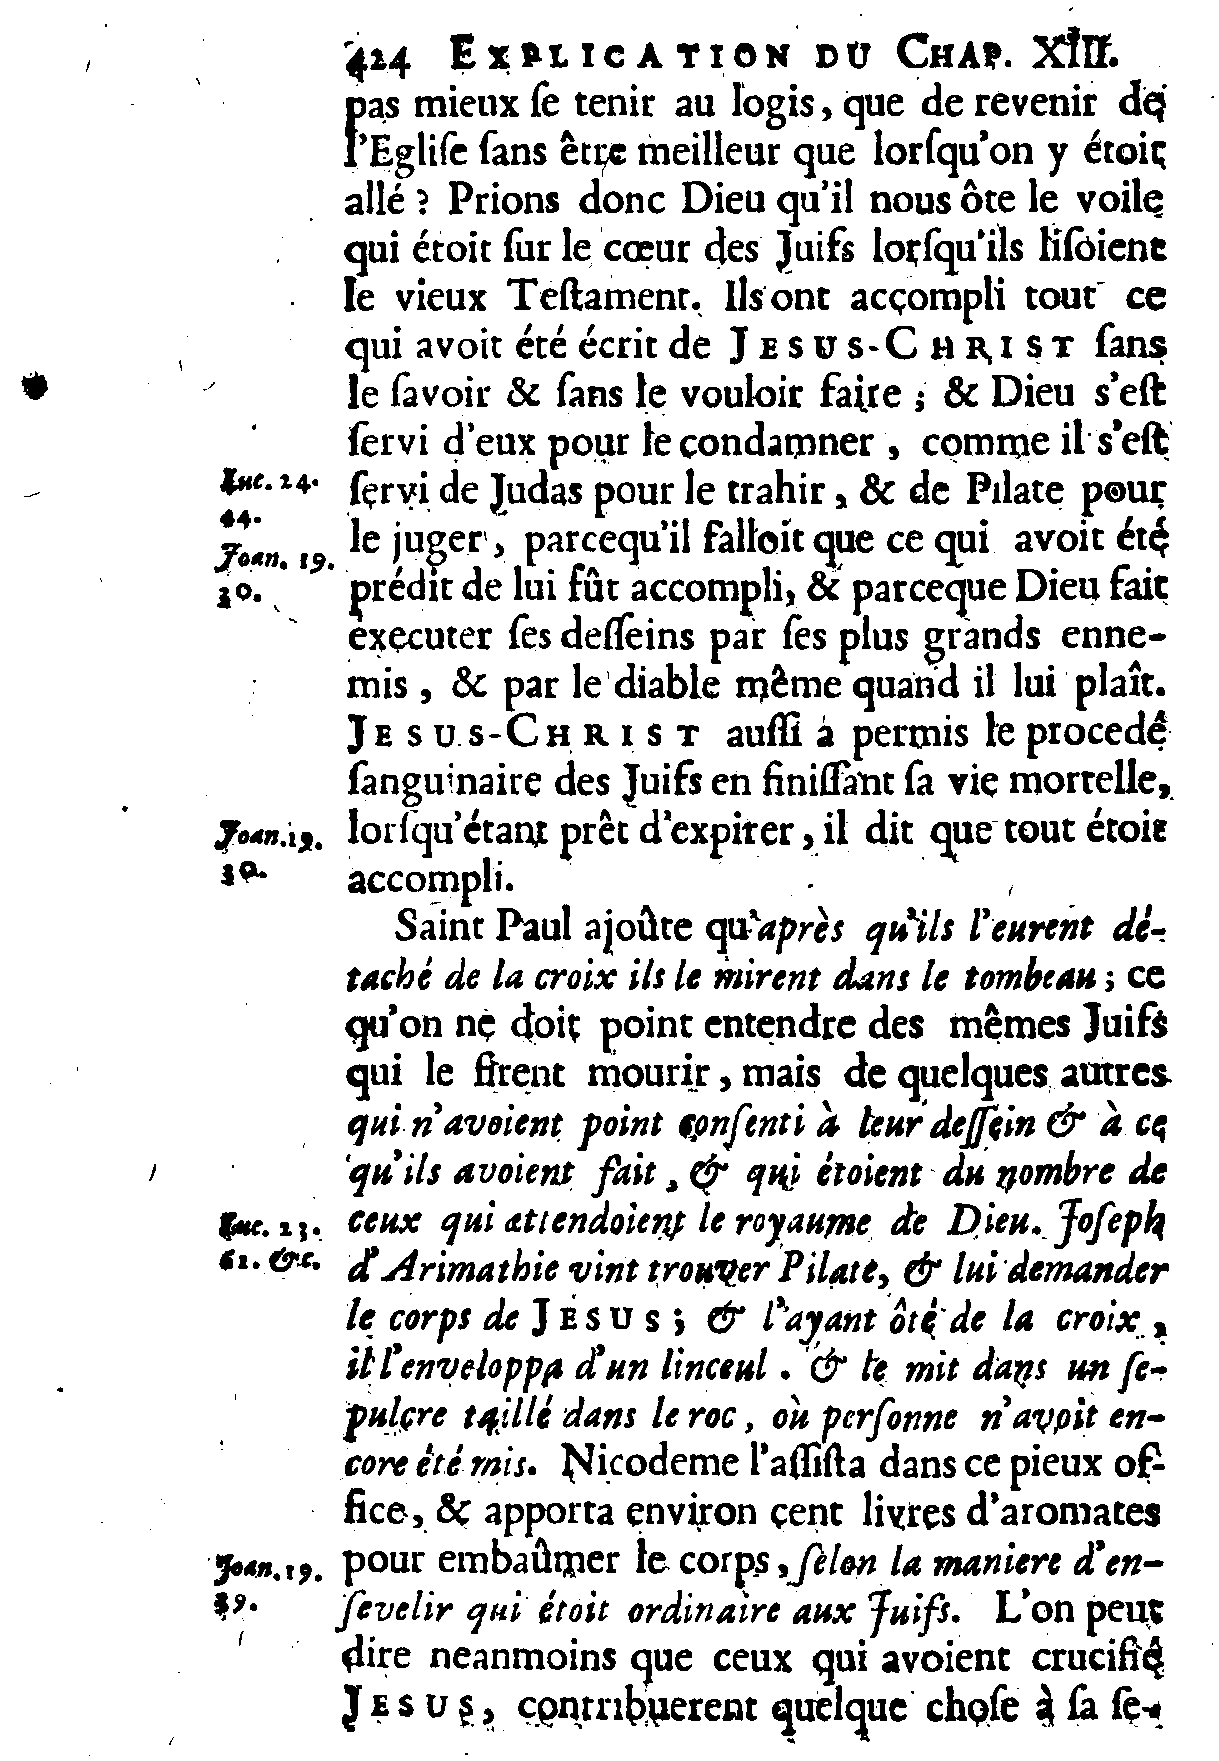 424 EXPLICATION DU CHAP. XIII.
pas mieux ſe tenir au logis, que de revenir de
l'Egliſe ſans être meilleur que lorſqu'on y étoit
allé ? Prions donc Dieu qu'il nous ôte le voile
qui étoit ſur le cœur des Juifs lorſqu'ils liſoient
le vieux Teſtament. Ils ont accompli tout ce
qui avoit été écrit de JESUS-CHRIST ſans
le ſavoir & ſans le vouloir faire ; & Dieu s'eſt
ſervi d'eux pour le condamner , comme il s'eſt
Luc. 24. ſervi de Judas pour le trahir, & de Pilate pour
44.
le juger , parcequ'il falloit que ce qui avoit été
Joan. 19.
30. prédit de lui fût accompli, & parceque Dieu fait
executer ſes deſſeins par ſes plus grands enne-
mis , & par le diable même quand il lui plaît.
JESUS-CHRIST auſſi a permis le procedé
ſanguinaire des Juifs en finiſſant ſa vie mortelle,
Joan. 19. lorſqu'étant prêt d'expirer , il dit que tout étoit
30. accompli.
Saint Paul ajoûte qu'après qu'ils l'eurent dé-
taché de la croix ils le mirent dans le tombeau ; ce
qu'on ne doit point entendre des mêmes Juifs
qui le firent mourir , mais de quelques autres
qui n'avoient point conſenti à leur deſſein & à ce
qu'ils avoient fait , & qui étoient du nombre de
Luc. 23. ceux qui attendoient le royaume de Dieu. Joſeph
51. &c. d'Arimathie vint trouver Pilate, & lui demander
le corps de JESUS ; & l'ayant ôté de la croix ,
il l'enveloppa d'un linceul . & le mit dans un ſe-
pulcre taillé dans le roc , où perſonne n'avoit en-
core été mis. Nicodeme l'aſſiſta dans ce pieux of-
fice, & apporta environ cent livres d'aromates
Joan. 19. pour embaûmer le corps , ſelon la maniere d'en-
39. ſevelir qui étoit ordinaire aux Juifs. L'on peut
dire neanmoins que ceux qui avoient crucifié
JESUS, contribuerent quelque choſe à ſa ſe-